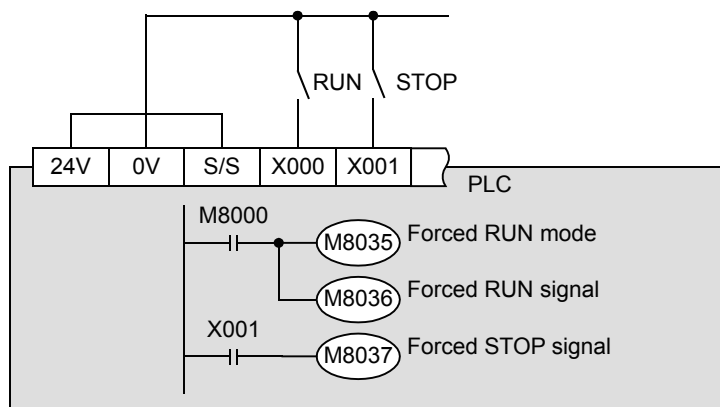 RUN STOP
24V 0V S/S X000 X001
PLC
M8000
M8035 Forced RUN mode
M8036 Forced RUN signal
X001
M8037 Forced STOP signal